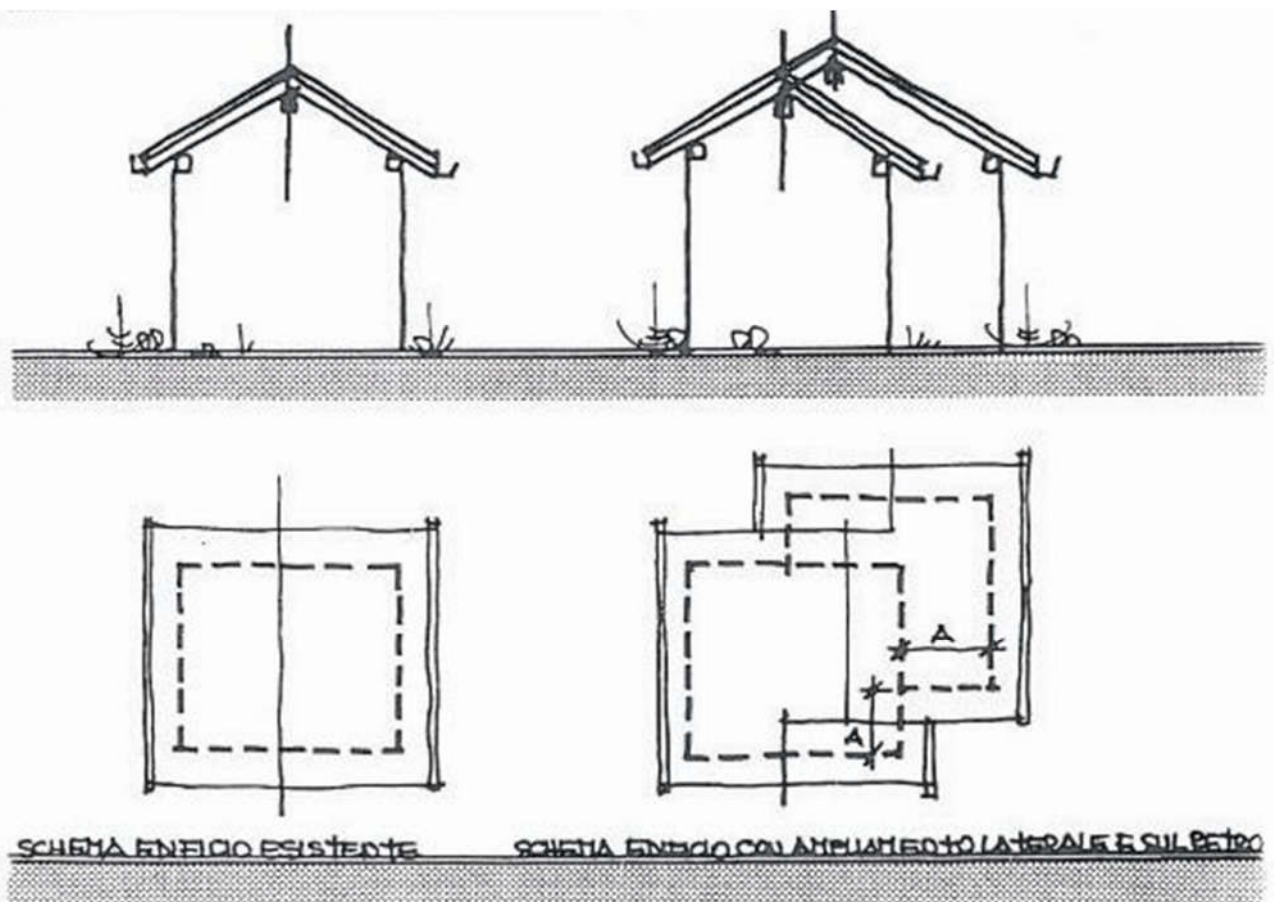 A
A
SCHEMA EDIFICIO ESISTENTE
SCHEMA EDIFICIO CON AMPLIAMENTO LATERALE E SUL RETRO